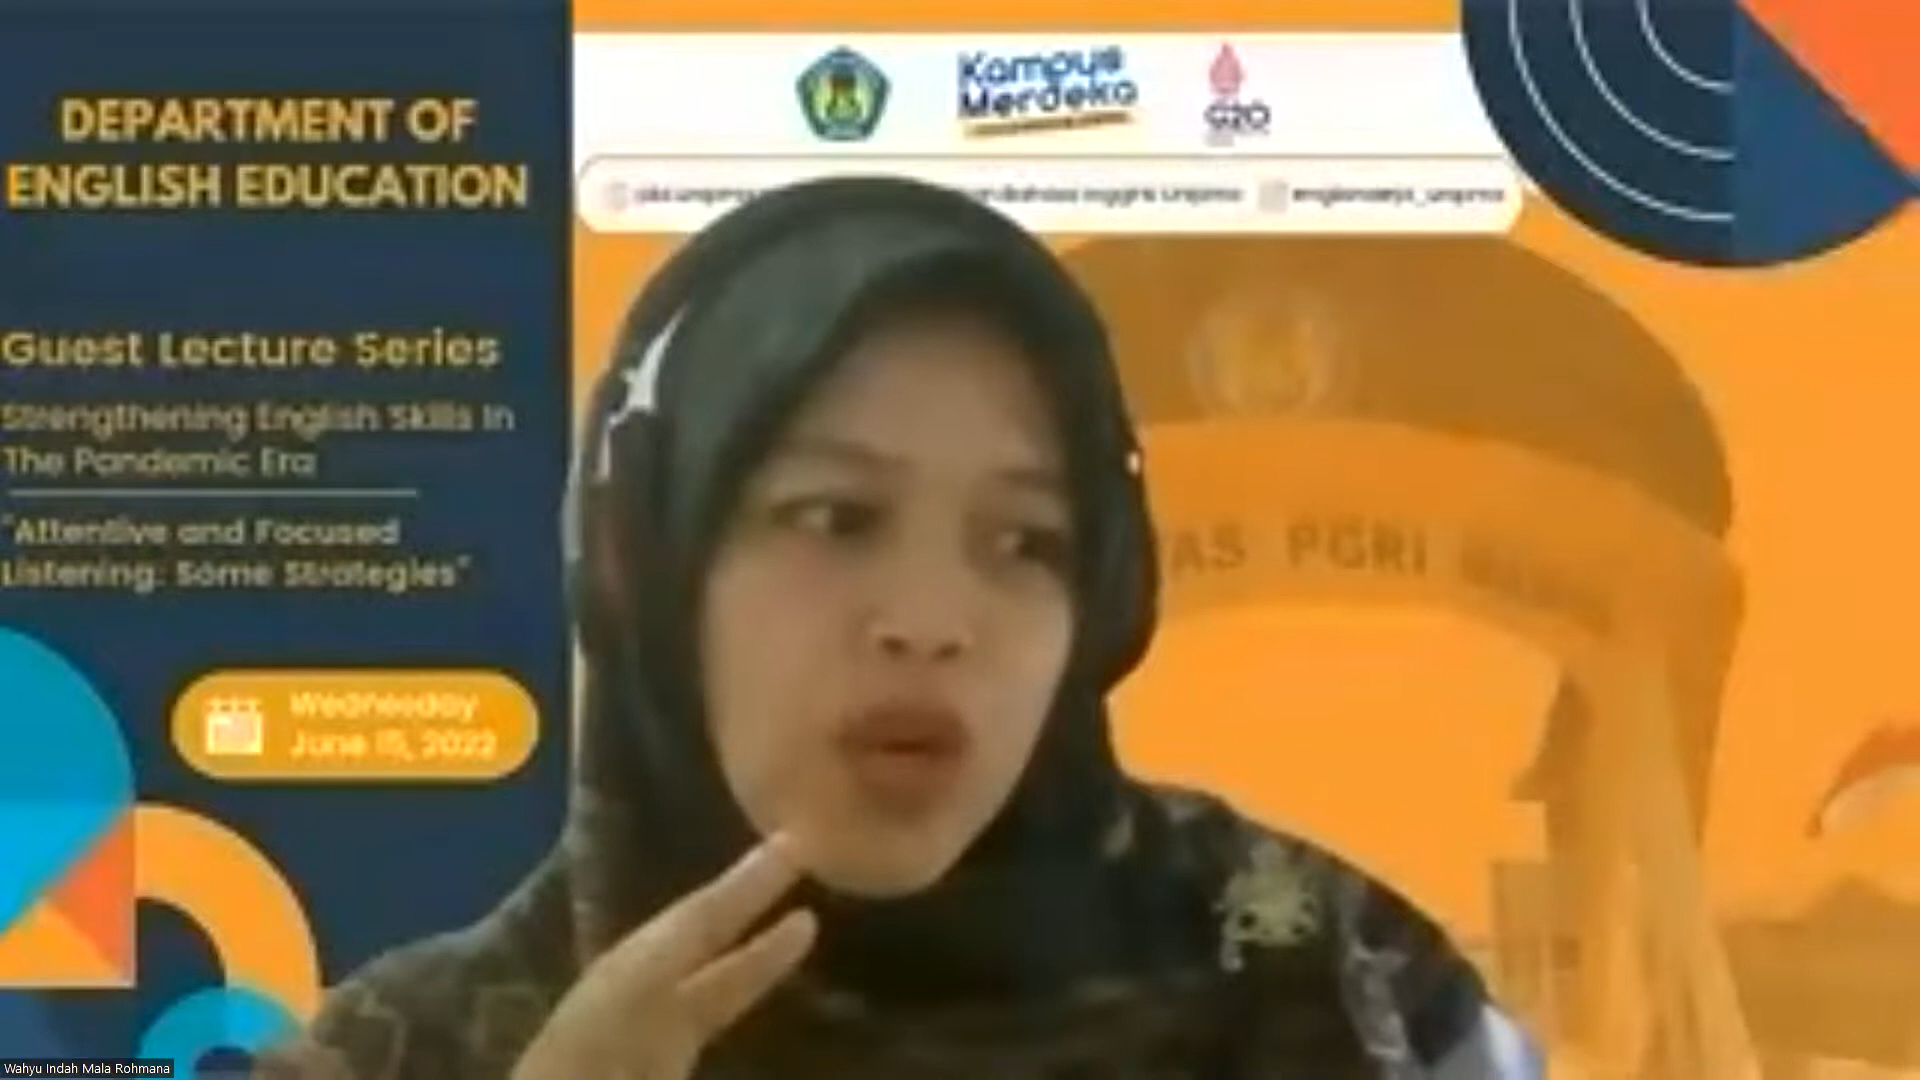 DEPARTMENT OF
ENGLISH EDUCATION
Kampus
Merdeka
G20
Guest Lecture Series
Strengthening English Skills In
The Pandemic Era
"Attentive and Focused
Listening: Some Strategies"
Wednesday
June 15, 2022
TAS PGRI
Wahyu Indah Mala Rohmana